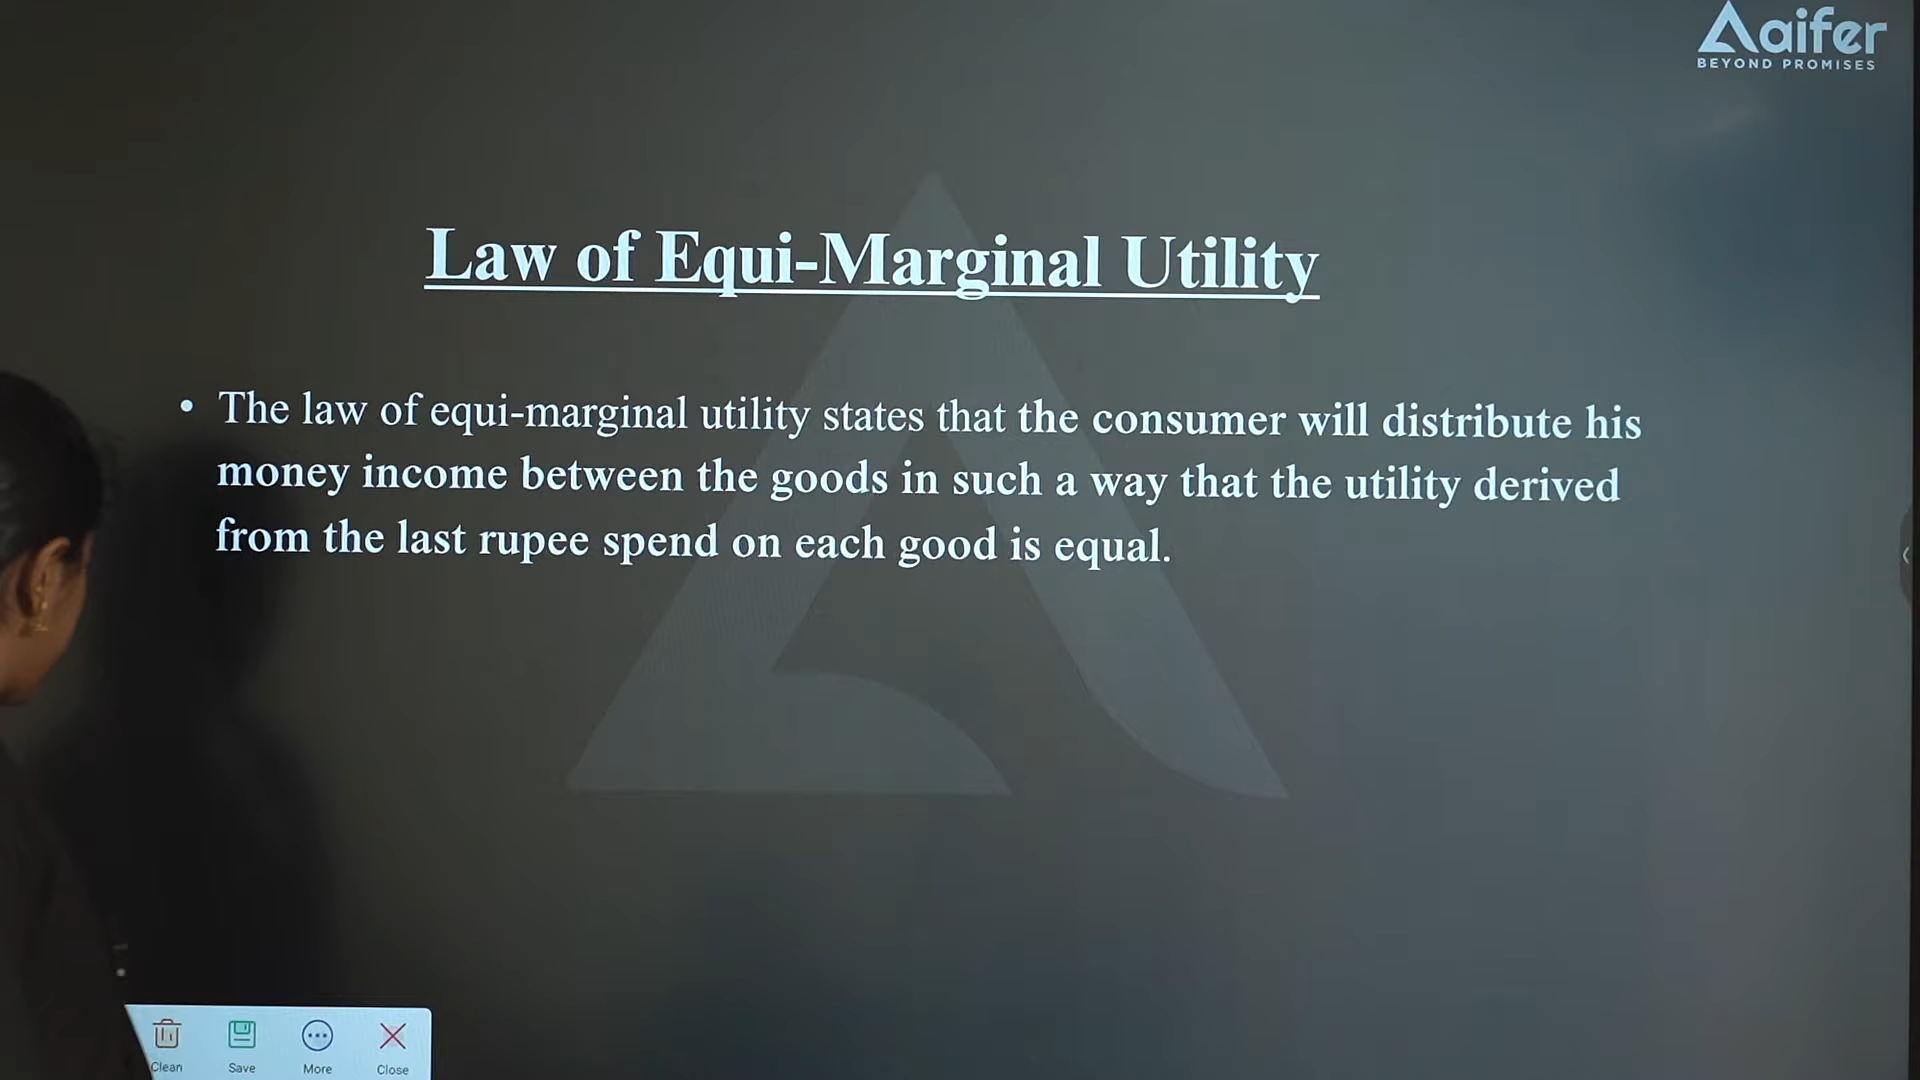 aifer
BEYOND PROMISES
Law of Equi-Marginal Utility
• The law of equi-marginal utility states that the consumer will distribute his
money income between the goods in such a way that the utility derived
from the last rupee spend on each good is equal.
Clean Save More Close